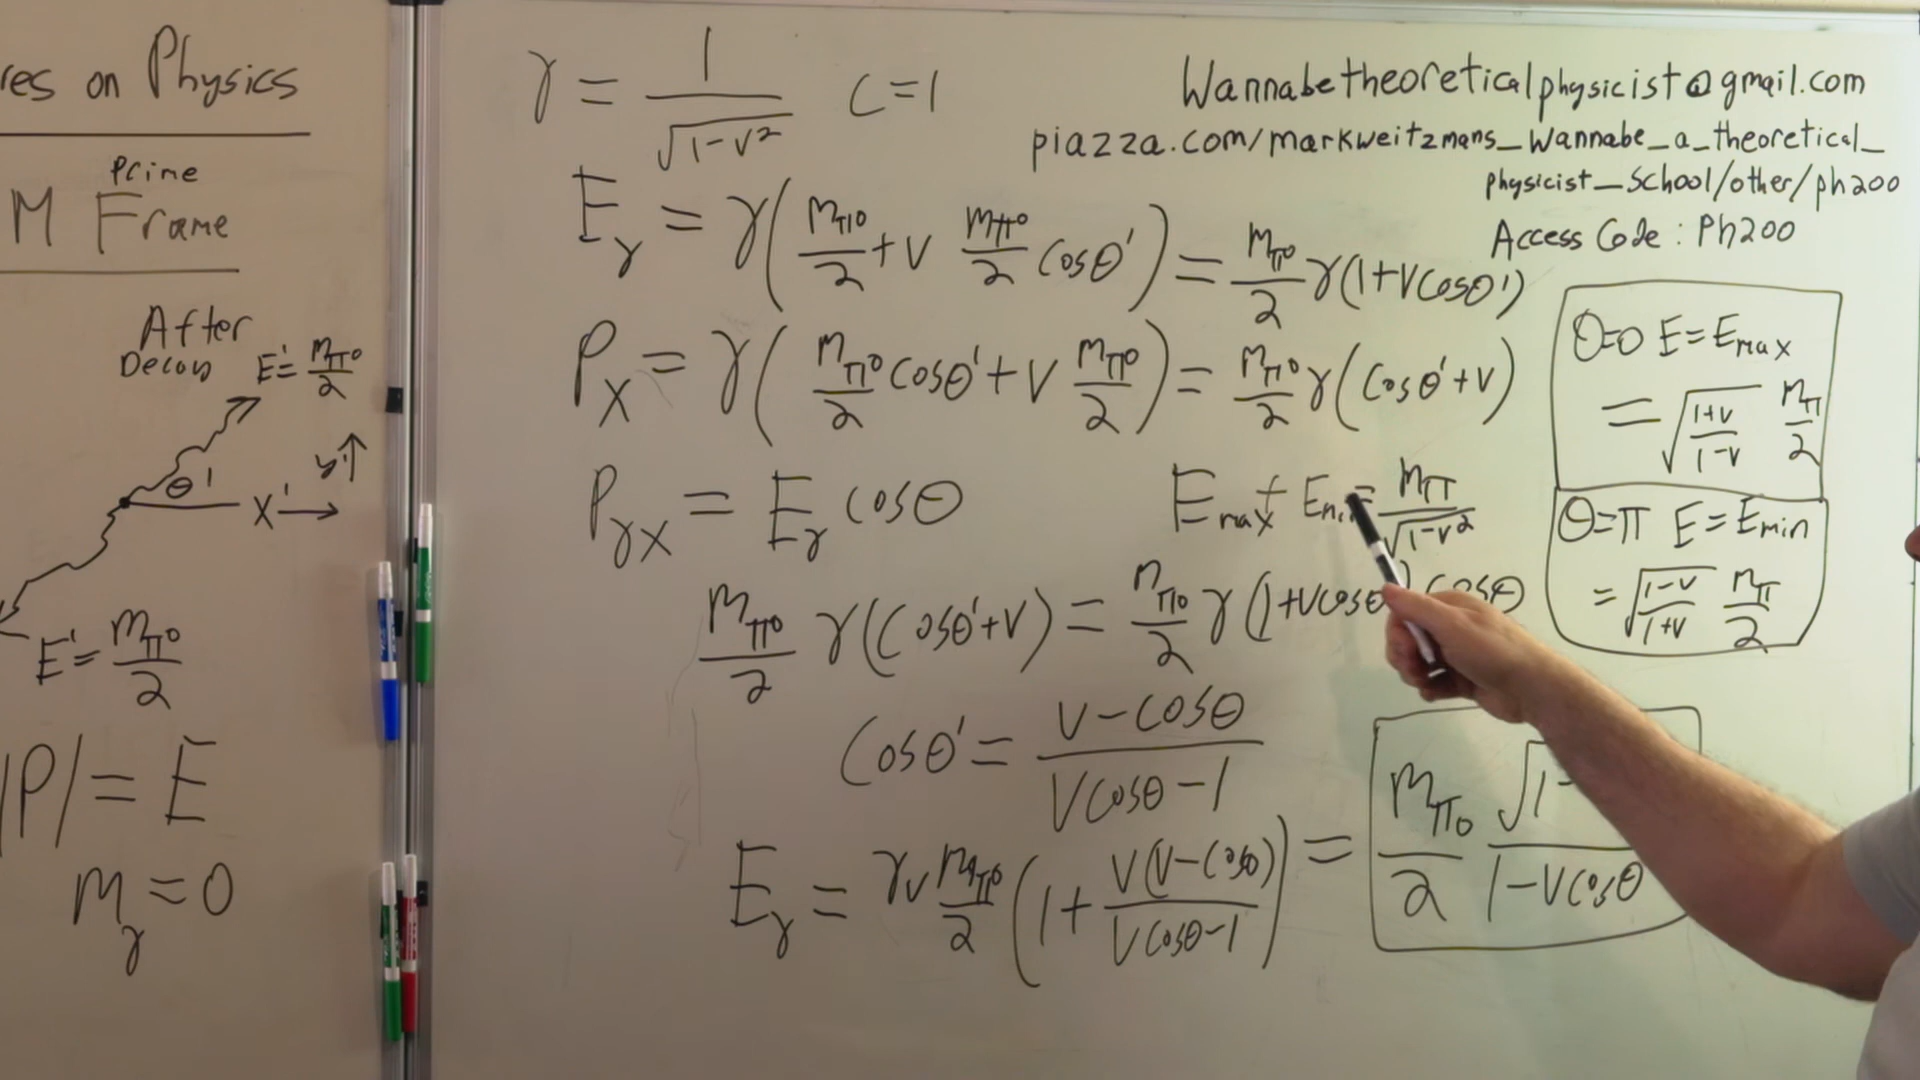 res on Physics
Prime
M Frame
After
Decay E' = mπ0/2
θ'
y↑
X'→
E' = mπ0/2
|P| = E
mγ = 0
γ = 1/√(1-v²) c=1
Eγ = γ(mπ0/2 + v mπ0/2 cosθ') = mπ0/2 γ(1+vcosθ')
Px = γ(mπ0/2 cosθ' + v mπ0/2) = mπ0/2 γ(cosθ'+v)
Pγx = Eγ cosθ
Emax + Emin = mπ/√(1-v²)
mπ0/2 γ(cosθ'+v) = mπ0/2 γ(1+vcosθ') cosθ
cosθ' = (v-cosθ)/(vcosθ-1)
Eγ = γv mπ0/2 (1 + v(v-cosθ)/(vcosθ-1)) = mπ0/2 √1-/(1-vcosθ)
Wannabetheoreticalphysicist@gmail.com
piazza.com/markweitzmans_wannabe_a_theoretical_
physicist_school/other/ph200
Access Code: Ph200
θ=0 E=Emax
= √((1+v)/(1-v)) mπ/2
θ=π E=Emin
= √((1-v)/(1+v)) mπ/2